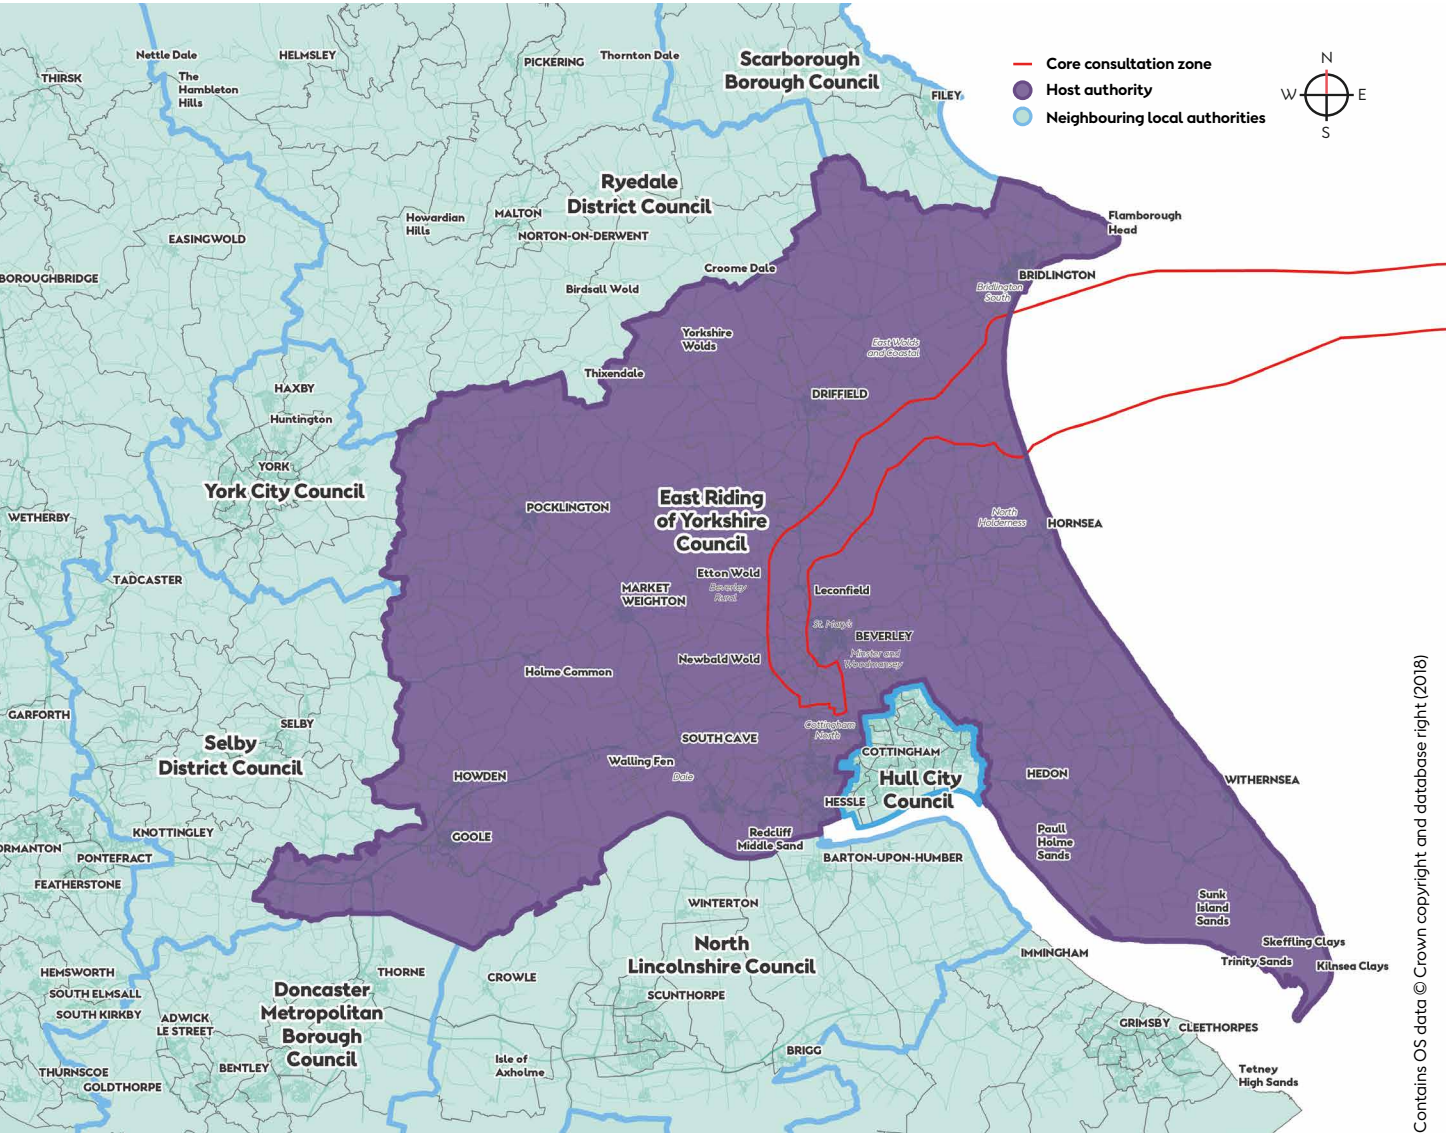 Nettle Dale
HELMSLEY
THIRSK
The
Hambleton
Hills
PICKERING
Thornton Dale
Scarborough
Borough Council
FILEY
Core consultation zone
Host authority
Neighbouring local authorities
N
W
E
S
Ryedale
District Council
Howardian
Hills
MALTON
NORTON-ON-DERWENT
EASINGWOLD
BOROUGHBRIDGE
Croome Dale
Birdsall Wold
Flamborough
Head
BRIDLINGTON
Bridlington
South
Yorkshire
Wolds
East Wolds
and Coastal
Thixendale
DRIFFIELD
HAXBY
Huntington
YORK
York City Council
WETHERBY
POCKLINGTON
East Riding
of Yorkshire
Council
North
Holderness
HORNSEA
TADCASTER
Etton Wold
Beverley
Rural
MARKET
WEIGHTON
Leconfield
St. Mary's
BEVERLEY
Minster and
Woodmansey
Newbald Wold
Holme Common
GARFORTH
SELBY
Selby
District Council
SOUTH CAVE
Cottingham
North
Walling Fen
Dale
HOWDEN
COTTINGHAM
Hull City
Council
HESSLE
HEDON
WITHERNSEA
KNOTTINGLEY
ORMANTON
PONTEFRACT
FEATHERSTONE
GOOLE
Redcliff
Middle Sand
BARTON-UPON-HUMBER
Paull
Holme
Sands
Sunk
Island
Sands
WINTERTON
North
Lincolnshire Council
Skeffling Clays
Trinity Sands
Kilnsea Clays
IMMINGHAM
HEMSWORTH
SOUTH ELMSALL
SOUTH KIRKBY
ADWICK
LE STREET
THORNE
Doncaster
Metropolitan
Borough
Council
CROWLE
SCUNTHORPE
GRIMSBY
CLEETHORPES
BRIGG
THURNSCOE
GOLDTHORPE
BENTLEY
Isle of
Axholme
Tetney
High Sands
Contains OS data © Crown copyright and database right (2018)